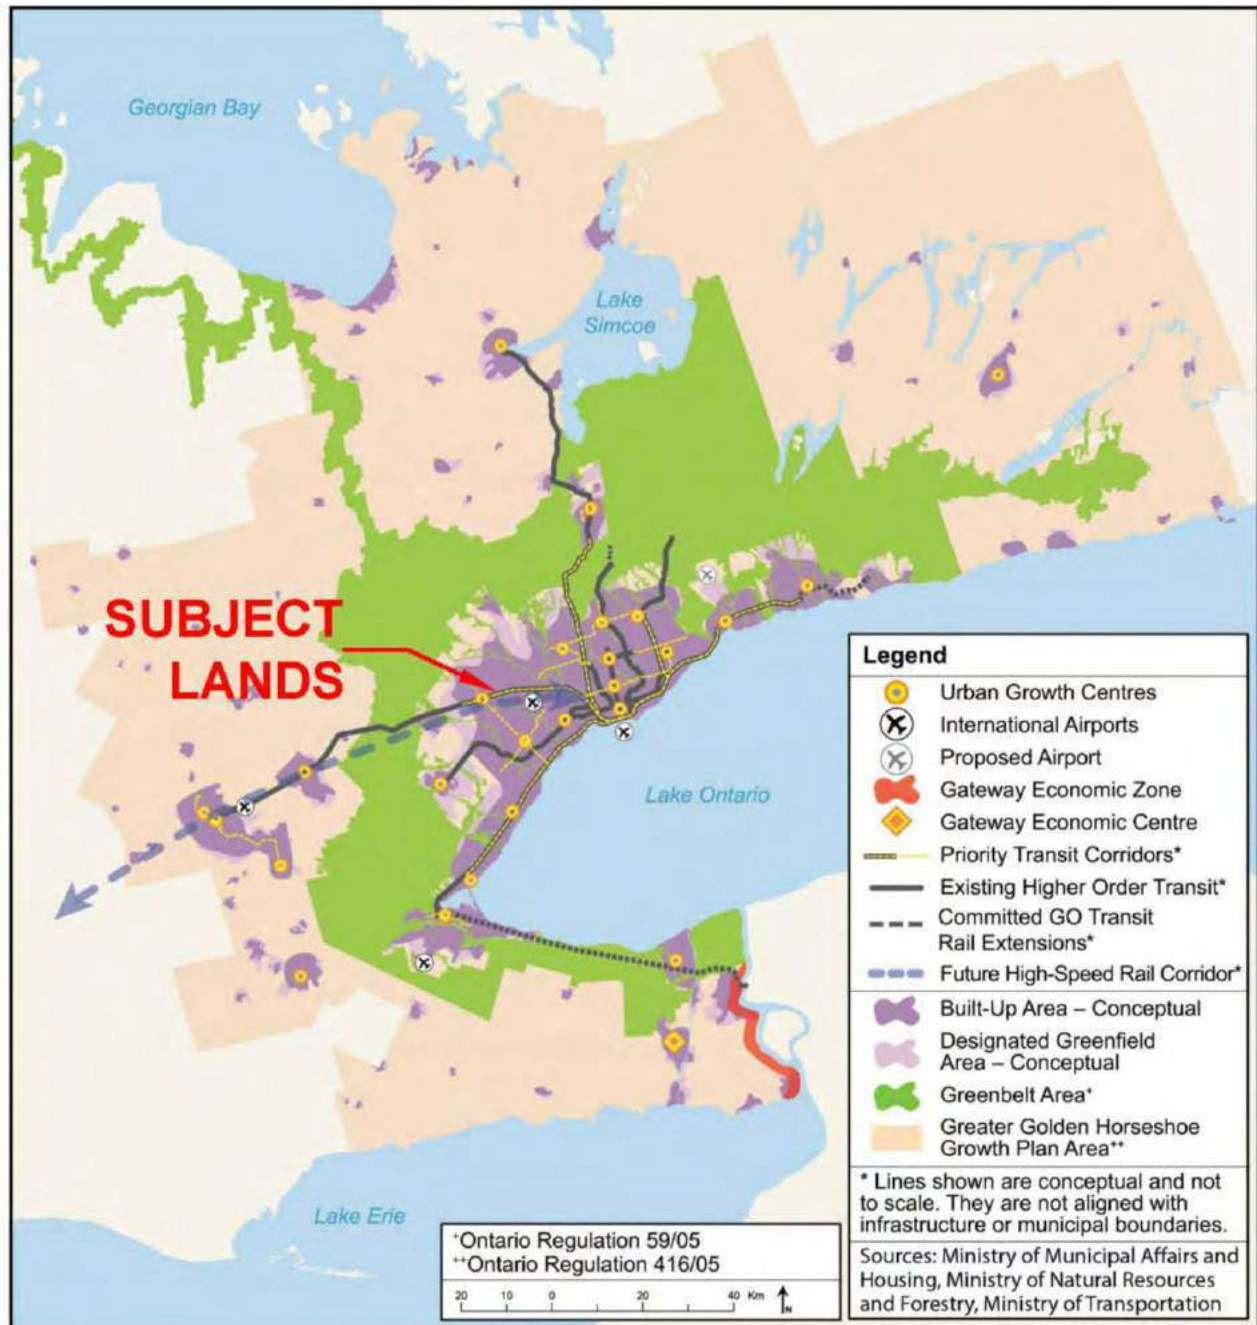 Georgian Bay
Lake
Simcoe
SUBJECT
LANDS
Lake Ontario
Lake Erie
Legend
Urban Growth Centres
International Airports
Proposed Airport
Gateway Economic Zone
Gateway Economic Centre
Priority Transit Corridors*
Existing Higher Order Transit*
Committed GO Transit
Rail Extensions*
Future High-Speed Rail Corridor*
Built-Up Area – Conceptual
Designated Greenfield
Area – Conceptual
Greenbelt Area⁺
Greater Golden Horseshoe
Growth Plan Area⁺⁺
* Lines shown are conceptual and not
to scale. They are not aligned with
infrastructure or municipal boundaries.
Sources: Ministry of Municipal Affairs and
Housing, Ministry of Natural Resources
and Forestry, Ministry of Transportation
⁺Ontario Regulation 59/05
⁺⁺Ontario Regulation 416/05
20 10 0 20 40 Km N